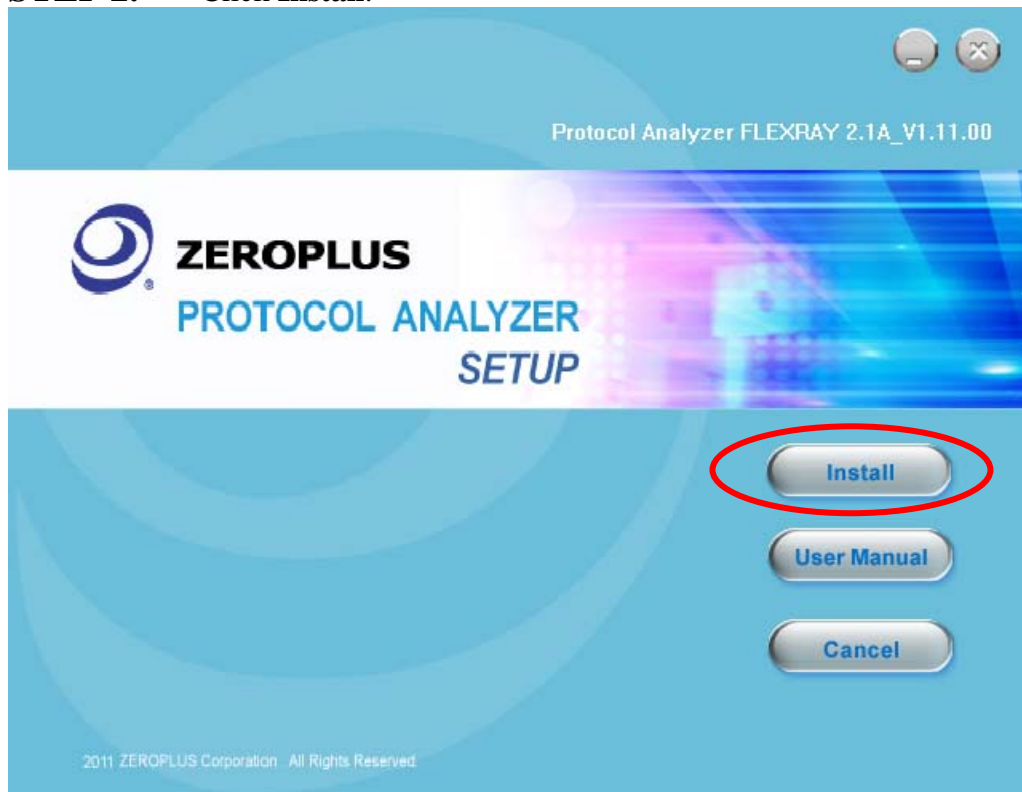 Protocol Analyzer FLEXRAY 2.1A_V1.11.00
ZEROPLUS
PROTOCOL ANALYZER
SETUP
Install
User Manual
Cancel
2011 ZEROPLUS Corporation All Rights Reserved